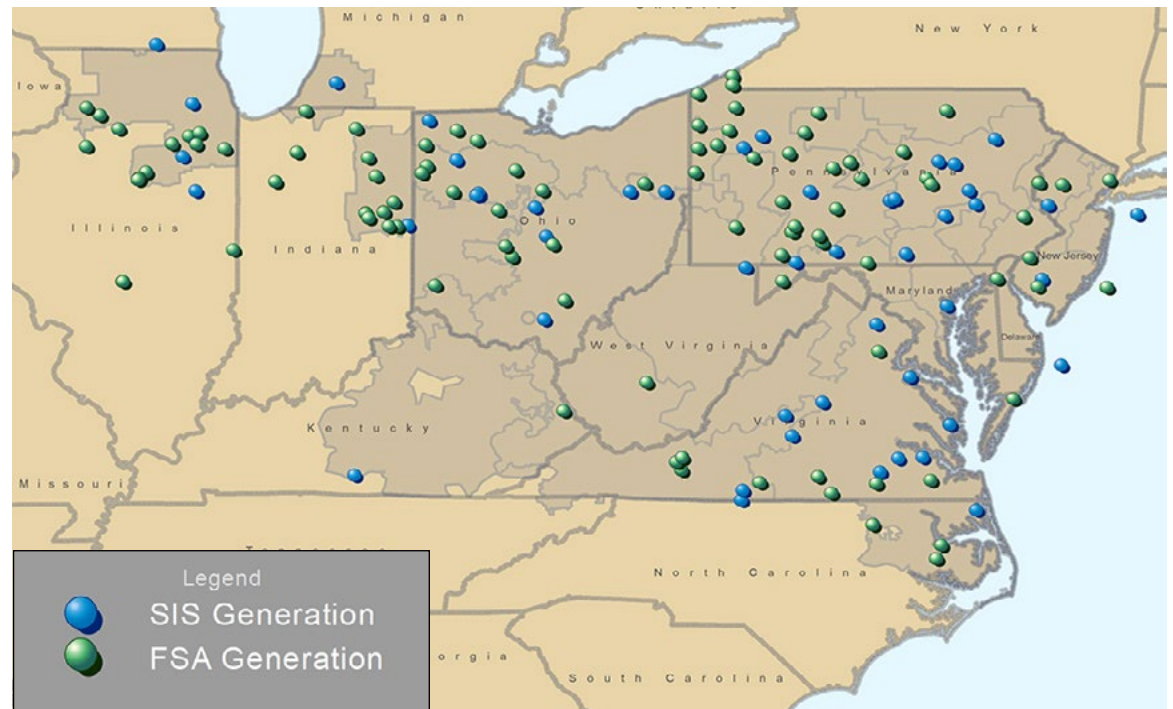 Michigan
New York
Iowa
Pennsylvania
Ohio
Illinois
Indiana
New Jersey
Maryland
Delaware
West Virginia
Virginia
Kentucky
Missouri
North Carolina
South Carolina
Legend
SIS Generation
FSA Generation